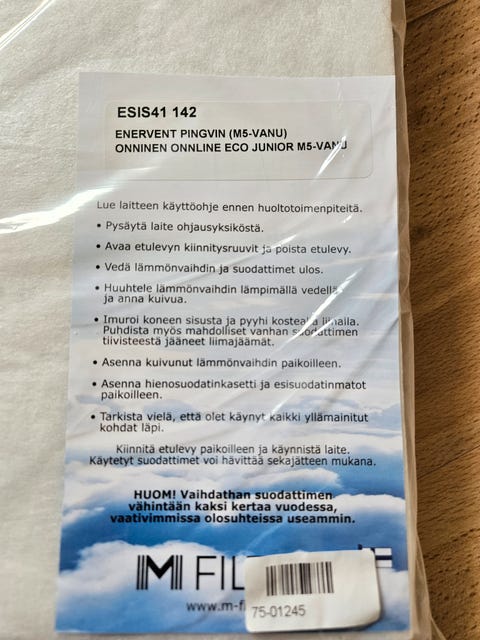 ESIS41 142
ENERVENT PINGVIN (M5-VANU)
ONNINEN ONNLINE ECO JUNIOR M5-VANU
Lue laitteen käyttöohje ennen huoltotoimenpiteitä.
• Pysäytä laite ohjausyksiköstä.
• Avaa etulevyn kiinnitysruuvit ja poista etulevy.
• Vedä lämmönvaihdin ja suodattimet ulos.
• Huuhtele lämmönvaihdin lämpimällä vedellä
ja anna kuivua.
• Imuroi koneen sisusta ja pyyhi kostealla liinalla.
Puhdista myös mahdolliset vanhan suodattimen
tiivisteestä jääneet liimajäämät.
• Asenna kuivunut lämmönvaihdin paikoilleen.
• Asenna hienosuodatinkasetti ja esisuodatinmatot
paikoilleen.
• Tarkista vielä, että olet käynyt kaikki yllämainitut
kohdat läpi.
Kiinnitä etulevy paikoilleen ja käynnistä laite.
Käytetyt suodattimet voi hävittää sekajätteen mukana.
HUOM! Vaihdathan suodattimen
vähintään kaksi kertaa vuodessa,
vaativimmissa olosuhteissa useammin.
M FIL
www.m-fi
75-01245